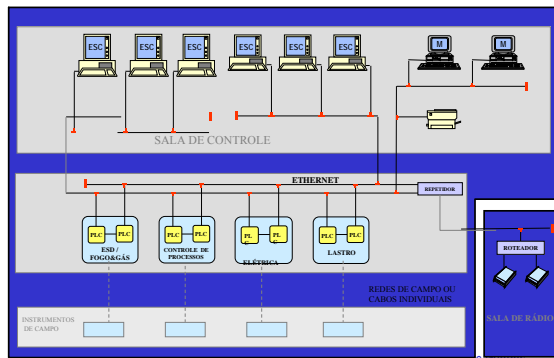 ESC ESC ESC ESC ESC ESC M M
SALA DE CONTROLE
ETHERNET
REPETIDOR
PLC PLC PLC PLC PL
C PL
C PLC PLC
ESD /
FOGO&GÁS
CONTROLE DE
PROCESSOS
ELÉTRICA
LASTRO
ROTEADOR
REDES DE CAMPO OU
CABOS INDIVIDUAIS
INSTRUMENTOS
DE CAMPO
SALA DE RÁDIO